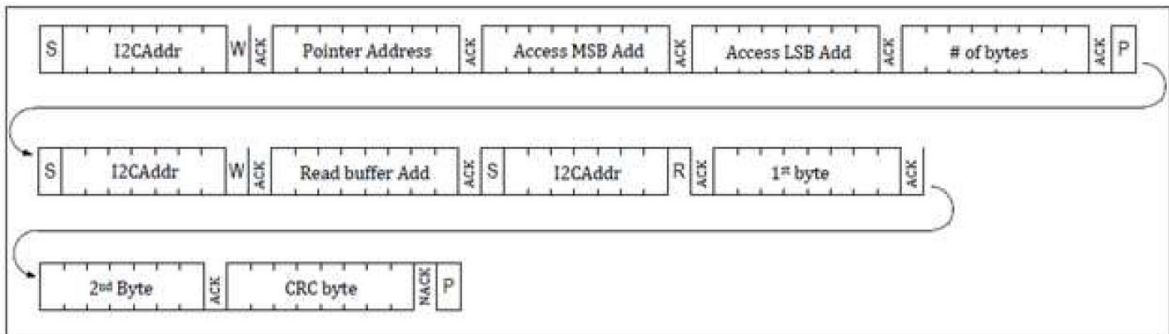 S I2CAddr W ACK Pointer Address ACK Access MSB Add ACK Access LSB Add ACK # of bytes ACK P
S I2CAddr W ACK Read buffer Add ACK S I2CAddr R ACK 1st byte ACK
2nd Byte ACK CRC byte NACK P